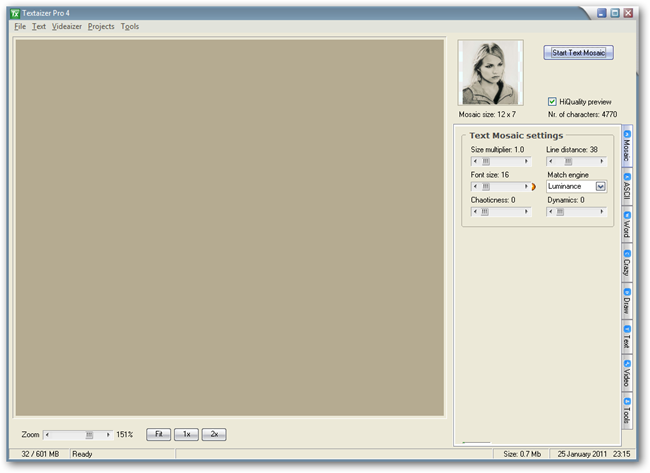 Textaizer Pro 4
File Text Videaizer Projects Tools
Start Text Mosaic
HiQuality preview
Mosaic size: 12 x 7 Nr. of characters: 4770
Text Mosaic settings
Size multiplier: 1.0 Line distance: 38
Font size: 16 Match engine
Luminance
Chaoticness: 0 Dynamics: 0
Mosaic
ASCII
Word
Crazy
Draw
Text
Video
Tools
Zoom 151% Fit 1x 2x
32 / 601 MB Ready Size: 0.7 Mb 25 January 2011 23:15